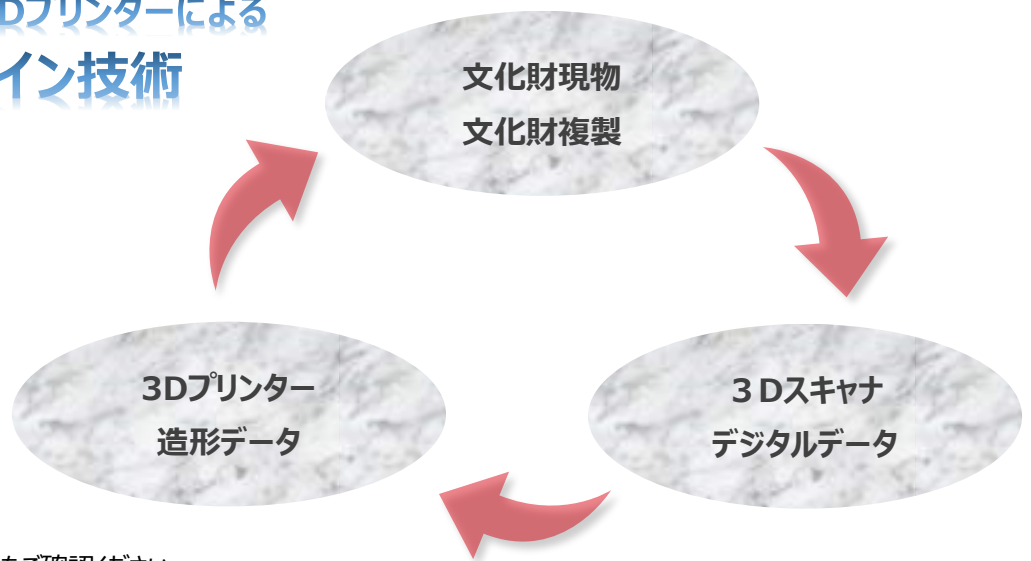 Dプリンターによる
イン技術
文化財現物
文化財複製
3Dプリンター
造形データ
３Dスキャナ
デジタルデータ